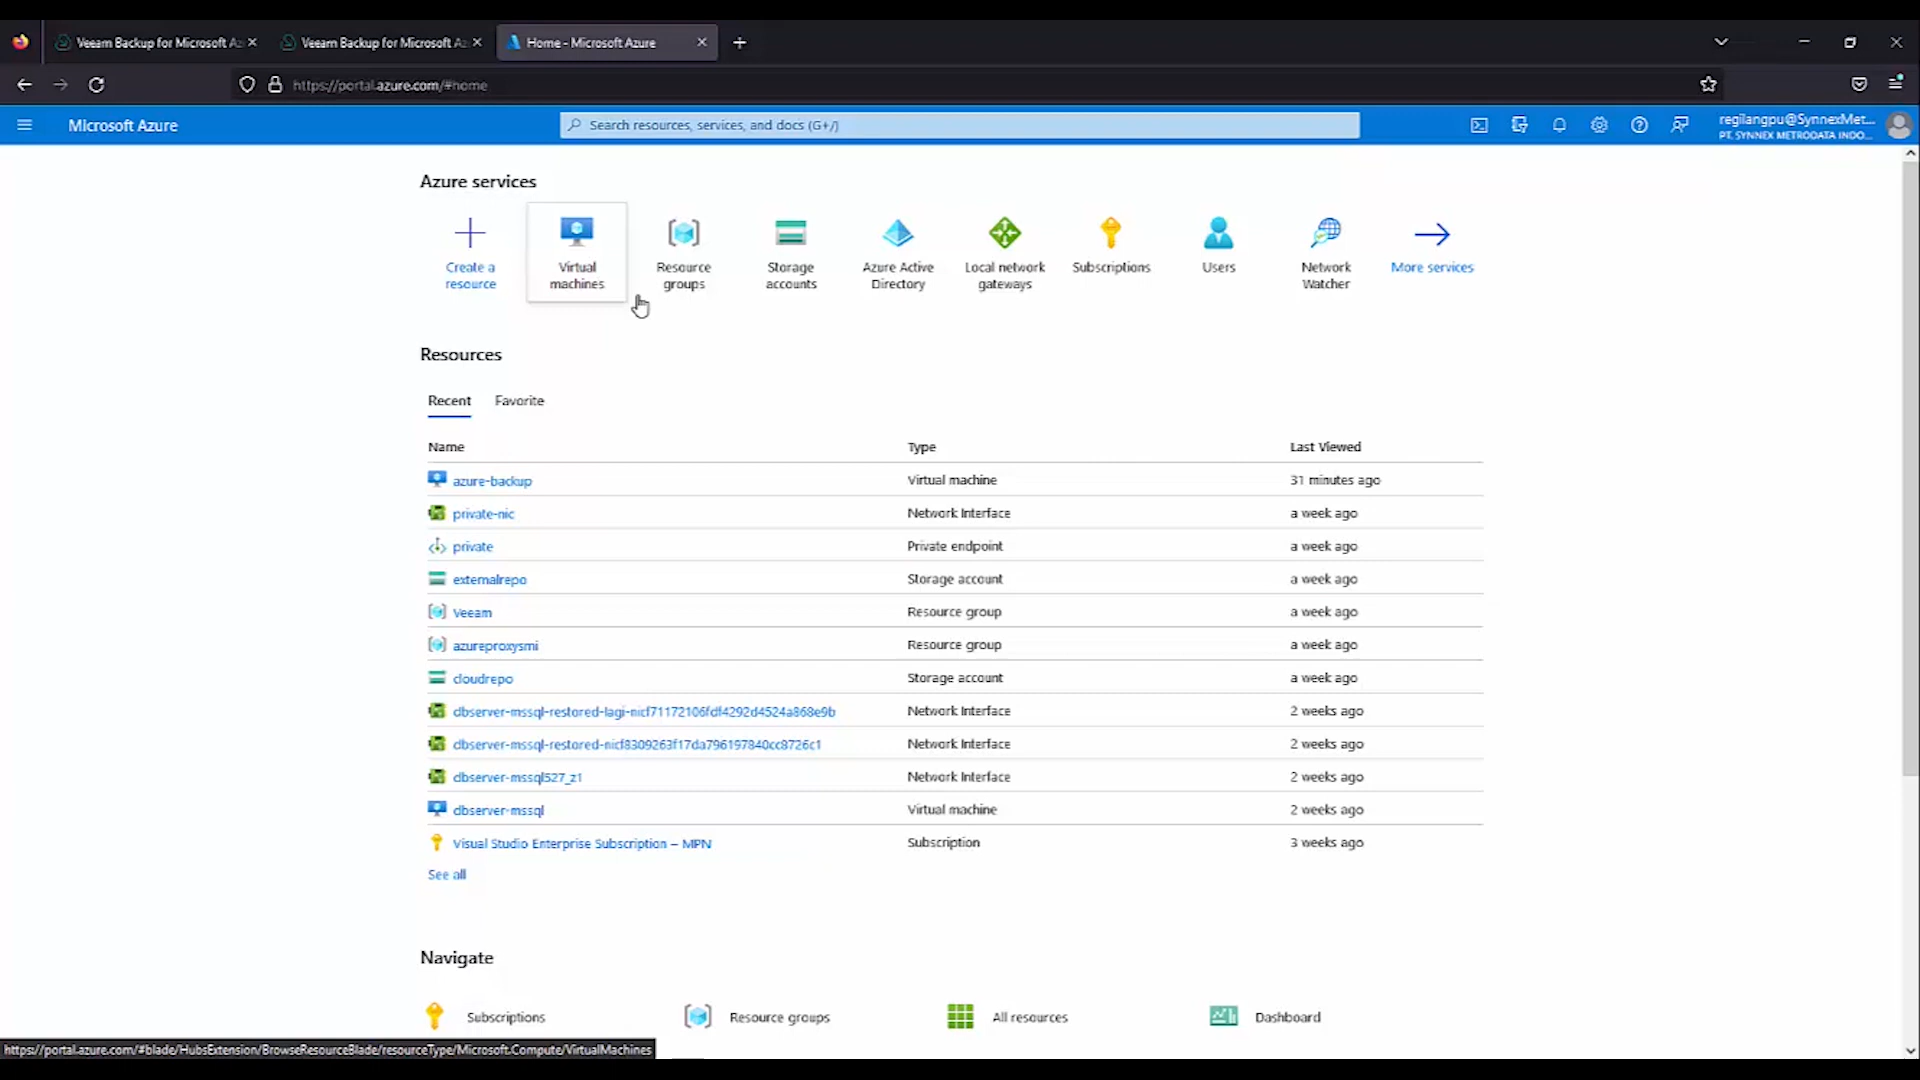 Veeam Backup for Microsoft Az
Veeam Backup for Microsoft Az
Home - Microsoft Azure
https://portal.azure.com/#home
Microsoft Azure
Search resources, services, and docs (G+/)
regilangpu@SynnexMet...
PT. SYNNEX METRODATA INDO...
Azure services
Create a resource
Virtual machines
Resource groups
Storage accounts
Azure Active Directory
Local network gateways
Subscriptions
Users
Network Watcher
More services
Resources
Recent Favorite
Name Type Last Viewed
azure-backup Virtual machine 31 minutes ago
private-nic Network Interface a week ago
private Private endpoint a week ago
externalrepo Storage account a week ago
Veeam Resource group a week ago
azureproxysmi Resource group a week ago
cloudrepo Storage account a week ago
dbserver-mssql-restored-lagi-nicf71172106fdf4292d4524a868e9b Network Interface 2 weeks ago
dbserver-mssql-restored-nicf8309263f17da796197840cc8726c1 Network Interface 2 weeks ago
dbserver-mssql527_z1 Network Interface 2 weeks ago
dbserver-mssql Virtual machine 2 weeks ago
Visual Studio Enterprise Subscription – MPN Subscription 3 weeks ago
See all
Navigate
Subscriptions Resource groups All resources Dashboard
https://portal.azure.com/#blade/HubsExtension/BrowseResourceBlade/resourceType/Microsoft.Compute/VirtualMachines